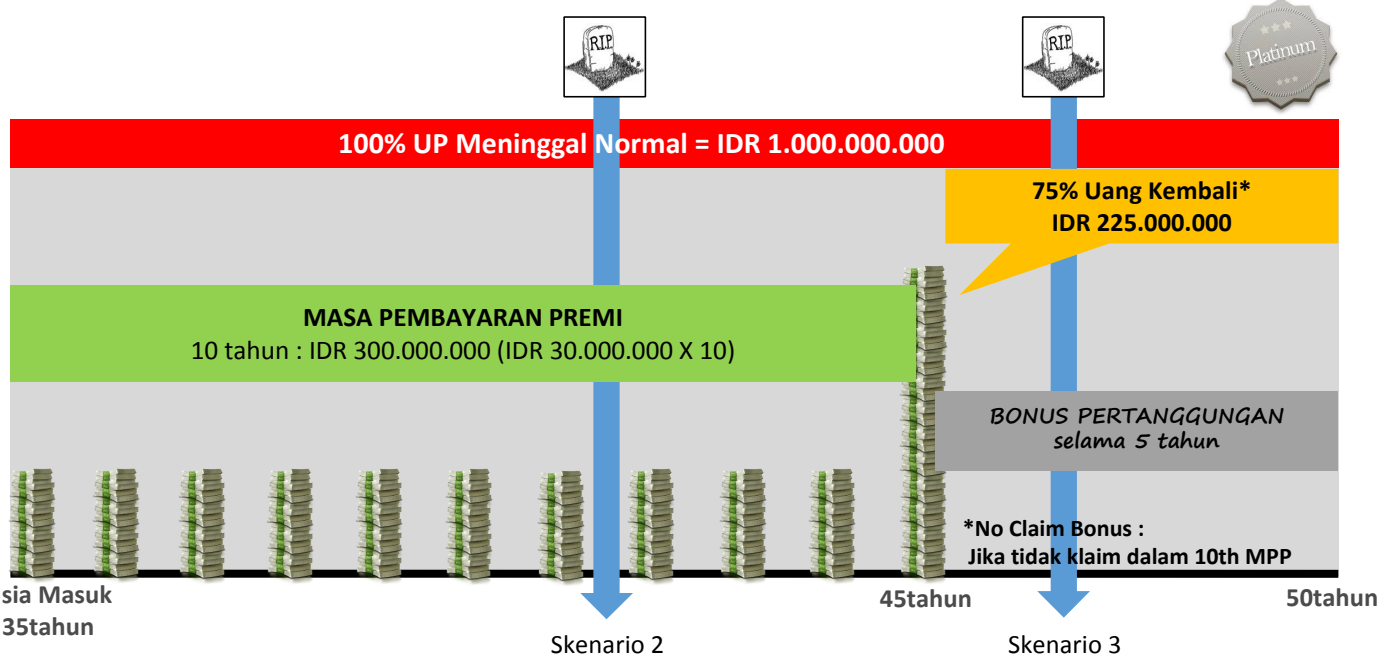 R.I.P.
R.I.P.
Platinum
100% UP Meninggal Normal = IDR 1.000.000.000
75% Uang Kembali*
IDR 225.000.000
MASA PEMBAYARAN PREMI
10 tahun : IDR 300.000.000 (IDR 30.000.000 X 10)
BONUS PERTANGGUNGAN
selama 5 tahun
*No Claim Bonus :
Jika tidak klaim dalam 10th MPP
sia Masuk
35tahun
45tahun
50tahun
Skenario 2
Skenario 3